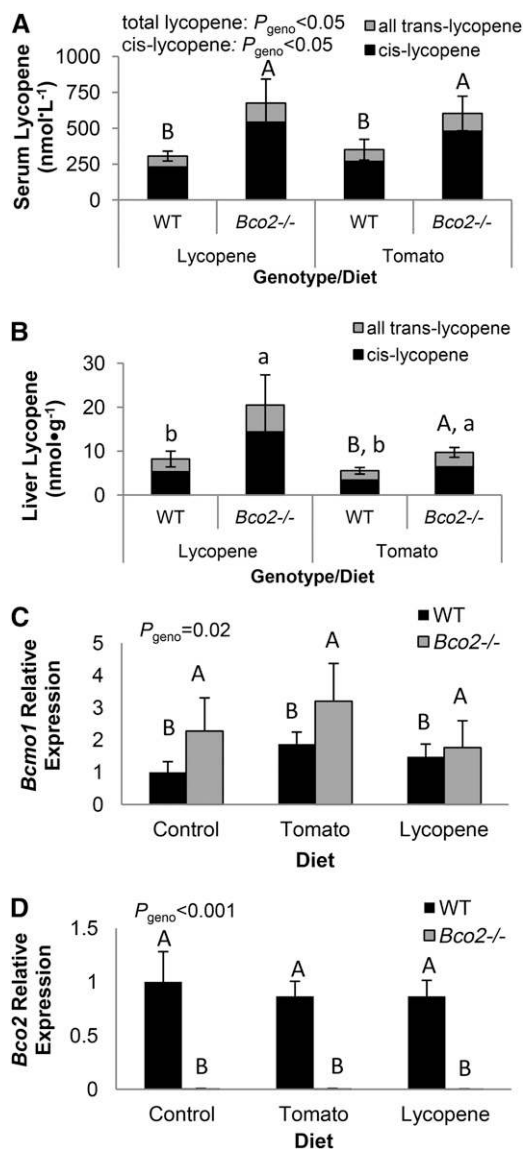 A
total lycopene: Pgeno<0.05
cis-lycopene: Pgeno<0.05
all trans-lycopene
cis-lycopene
Serum Lycopene
(nmol·L-1)
1000
750
500
250
0
B
A
B
A
WT
Bco2-/-
WT
Bco2-/-
Lycopene
Tomato
Genotype/Diet
B
all trans-lycopene
cis-lycopene
Liver Lycopene
(nmol•g-1)
30
20
10
0
b
a
B, b
A, a
WT
Bco2-/-
WT
Bco2-/-
Lycopene
Tomato
Genotype/Diet
C
Pgeno=0.02
WT
Bco2-/-
Bcmo1 Relative
Expression
5
4
3
2
1
0
B
A
B
A
B
A
Control
Tomato
Lycopene
Diet
D
Pgeno<0.001
WT
Bco2-/-
Bco2 Relative
Expression
1.5
1
0.5
0
A
B
A
B
A
B
Control
Tomato
Lycopene
Diet